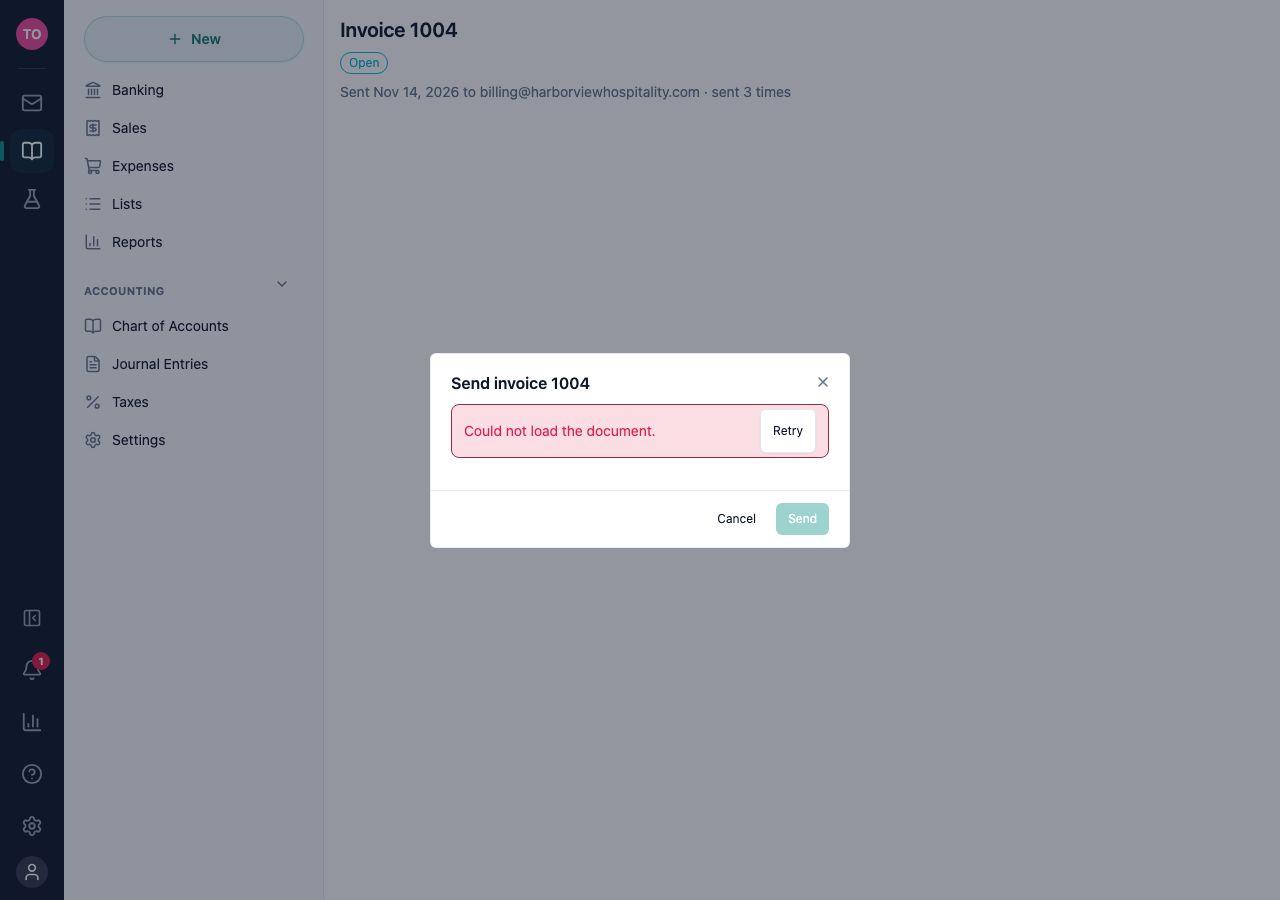 TO
New
Banking
Sales
Expenses
Lists
Reports
ACCOUNTING
Chart of Accounts
Journal Entries
Taxes
Settings
1
Invoice 1004
Open
Sent Nov 14, 2026 to billing@harborviewhospitality.com · sent 3 times
Send invoice 1004
Could not load the document.
Retry
Cancel
Send